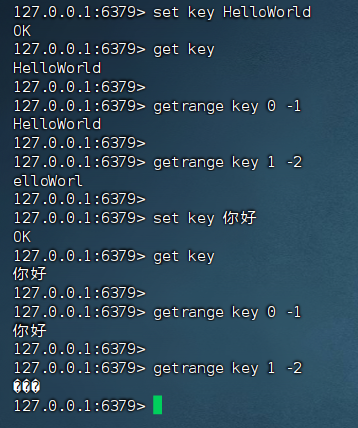 127.0.0.1:6379> set key HelloWorld
OK
127.0.0.1:6379> get key
HelloWorld
127.0.0.1:6379>
127.0.0.1:6379> getrange key 0 -1
HelloWorld
127.0.0.1:6379>
127.0.0.1:6379> getrange key 1 -2
elloWorl
127.0.0.1:6379>
127.0.0.1:6379> set key 你好
OK
127.0.0.1:6379> get key
你好
127.0.0.1:6379>
127.0.0.1:6379> getrange key 0 -1
你好
127.0.0.1:6379>
127.0.0.1:6379> getrange key 1 -2
���
127.0.0.1:6379>